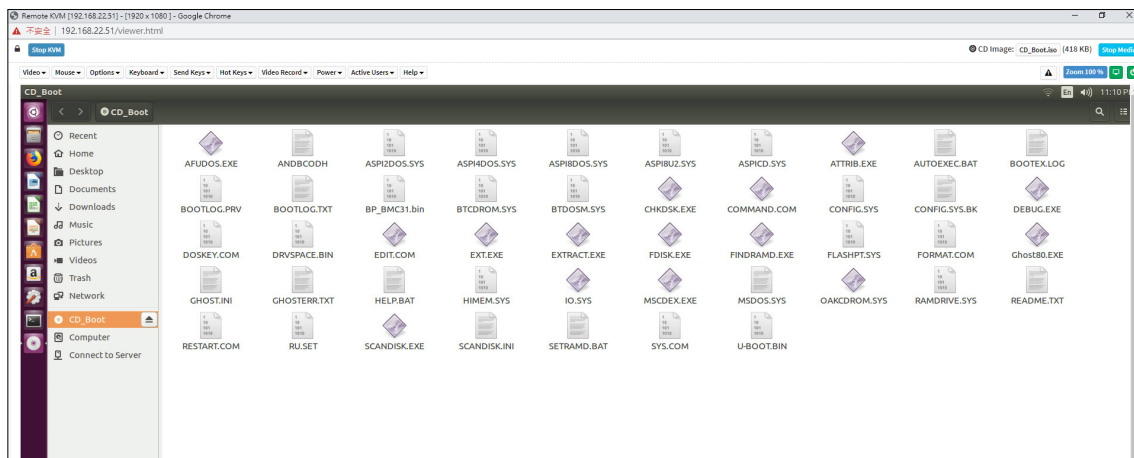 Remote KVM [192.168.22.51] - [1920 x 1080 ] - Google Chrome
不安全 | 192.168.22.51/viewer.html
Stop KVM CD Image: CD_Boot.iso (418 KB) Stop Medi
Video Mouse Options Keyboard Send Keys Hot Keys Video Record Power Active Users Help Zoom 100 %
CD_Boot En 11:10 P
CD_Boot
Recent
Home
Desktop
Documents
Downloads
Music
Pictures
Videos
Trash
Network
CD_Boot
Computer
Connect to Server
AFUDOS.EXE ANDBCODH ASPI2DOS.SYS ASPI4DOS.SYS ASPI8DOS.SYS ASPI8U2.SYS ASPICD.SYS ATTRIB.EXE AUTOEXEC.BAT BOOTEX.LOG
BOOTLOG.PRV BOOTLOG.TXT BP_BMC31.bin BTCDROM.SYS BTDOSM.SYS CHKDSK.EXE COMMAND.COM CONFIG.SYS CONFIG.SYS.BK DEBUG.EXE
DOSKEY.COM DRVSPACE.BIN EDIT.COM EXT.EXE EXTRACT.EXE FDISK.EXE FINDRAMD.EXE FLASHPT.SYS FORMAT.COM Ghost80.EXE
GHOST.INI GHOSTERR.TXT HELP.BAT HIMEM.SYS IO.SYS MSCDEX.EXE MSDOS.SYS OAKCDROM.SYS RAMDRIVE.SYS README.TXT
RESTART.COM RU.SET SCANDISK.EXE SCANDISK.INI SETRAMD.BAT SYS.COM U-BOOT.BIN